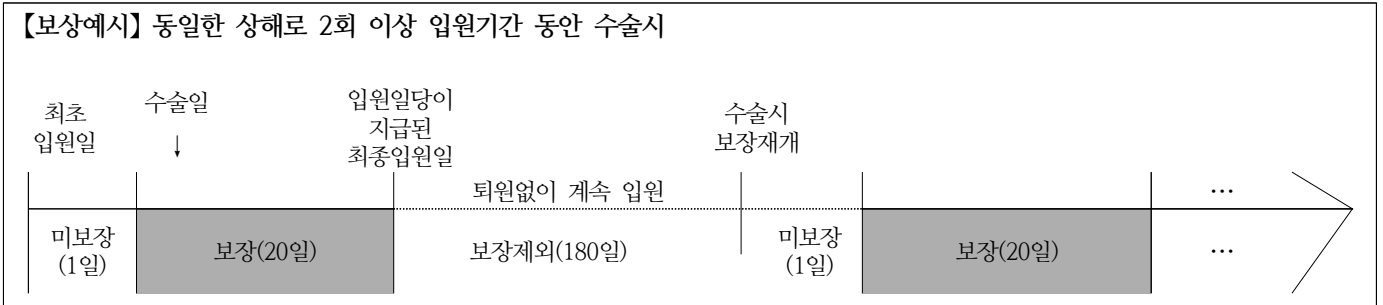 【보상예시】 동일한 상해로 2회 이상 입원기간 동안 수술시
최초
입원일
수술일
↓
입원일당이
지급된
최종입원일
수술시
보장재개
퇴원없이 계속 입원
…
미보장
(1일)
보장(20일)
보장제외(180일)
미보장
(1일)
보장(20일)
…